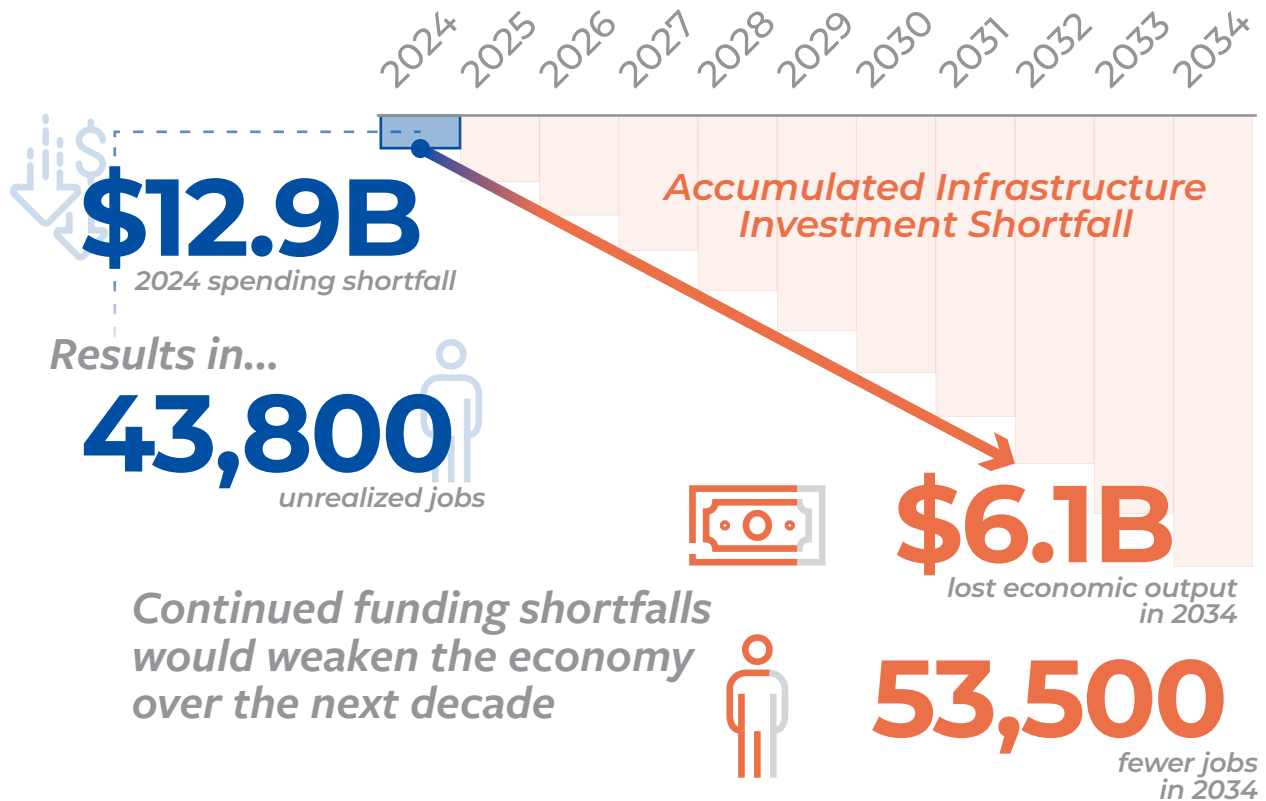 2024 2025 2026 2027 2028 2029 2030 2031 2032 2033 2034
Accumulated Infrastructure
Investment Shortfall
$12.9B
2024 spending shortfall
Results in...
43,800
unrealized jobs
$6.1B
lost economic output
in 2034
Continued funding shortfalls
would weaken the economy
over the next decade
53,500
fewer jobs
in 2034